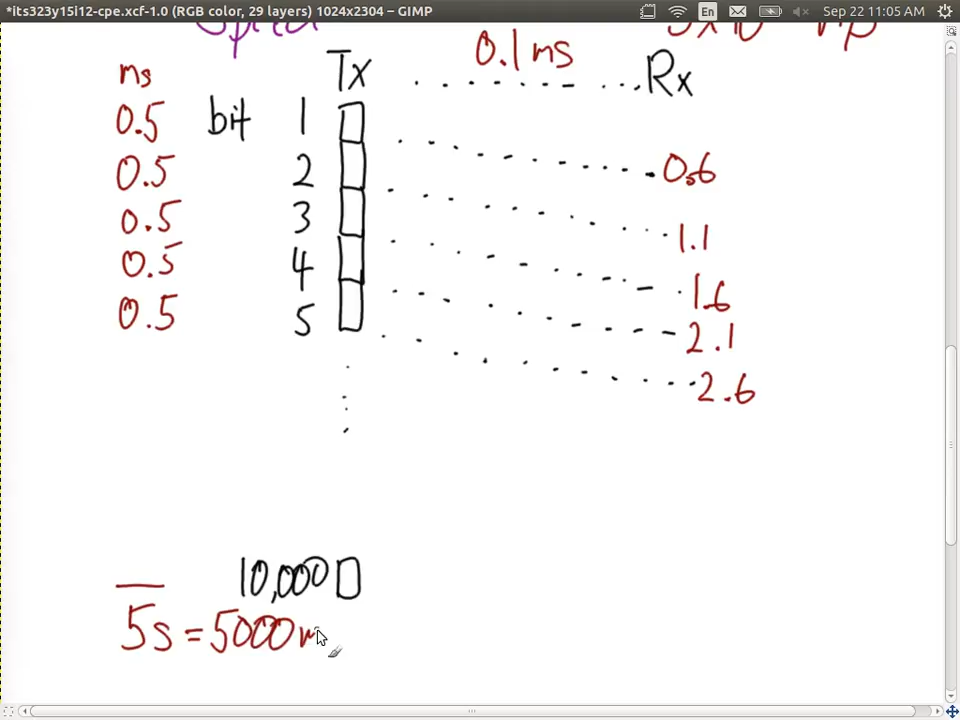 *its323y15i12-cpe.xcf-1.0 (RGB color, 29 layers) 1024x2304 – GIMP
En
Sep 22 11:05 AM
0.1ms
ms Tx Rx
0.5 bit 1
0.6
0.5 2
1.1
0.5 3
1.6
0.5 4
2.1
0.5 5
2.6
10,000
5s = 5000m